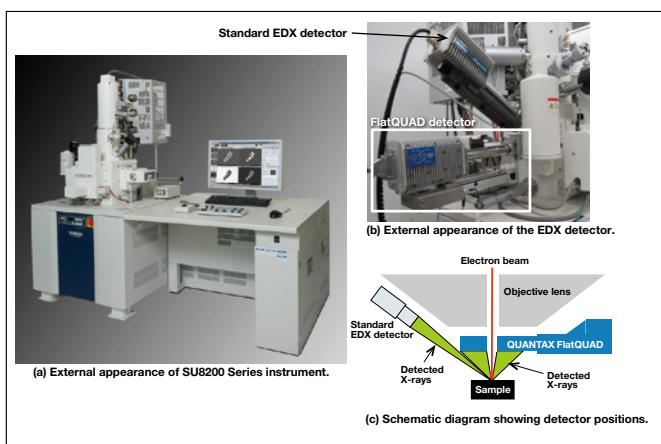 Standard EDX detector
FlatQUAD detector
(b) External appearance of the EDX detector.
Electron beam
Objective lens
Standard
EDX detector
QUANTAX FlatQUAD
Detected
X-rays
Detected
X-rays
Sample
(a) External appearance of SU8200 Series instrument.
(c) Schematic diagram showing detector positions.